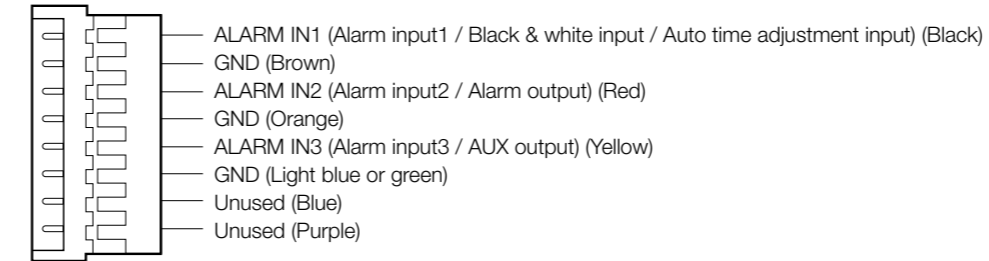 ALARM IN1 (Alarm input1 / Black & white input / Auto time adjustment input) (Black)
GND (Brown)
ALARM IN2 (Alarm input2 / Alarm output) (Red)
GND (Orange)
ALARM IN3 (Alarm input3 / AUX output) (Yellow)
GND (Light blue or green)
Unused (Blue)
Unused (Purple)